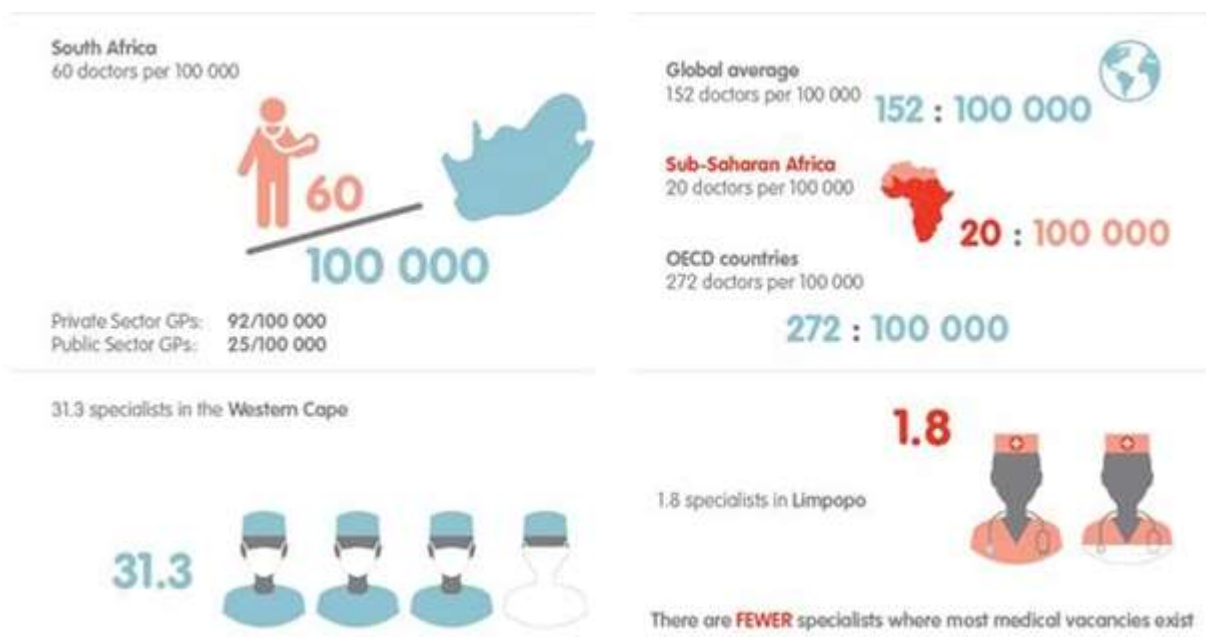 South Africa
60 doctors per 100 000
60
100 000
Private Sector GPs: 92/100 000
Public Sector GPs: 25/100 000
Global average
152 doctors per 100 000
152 : 100 000
Sub-Saharan Africa
20 doctors per 100 000
20 : 100 000
OECD countries
272 doctors per 100 000
272 : 100 000
31.3 specialists in the Western Cape
31.3
1.8
1.8 specialists in Limpopo
There are FEWER specialists where most medical vacancies exist